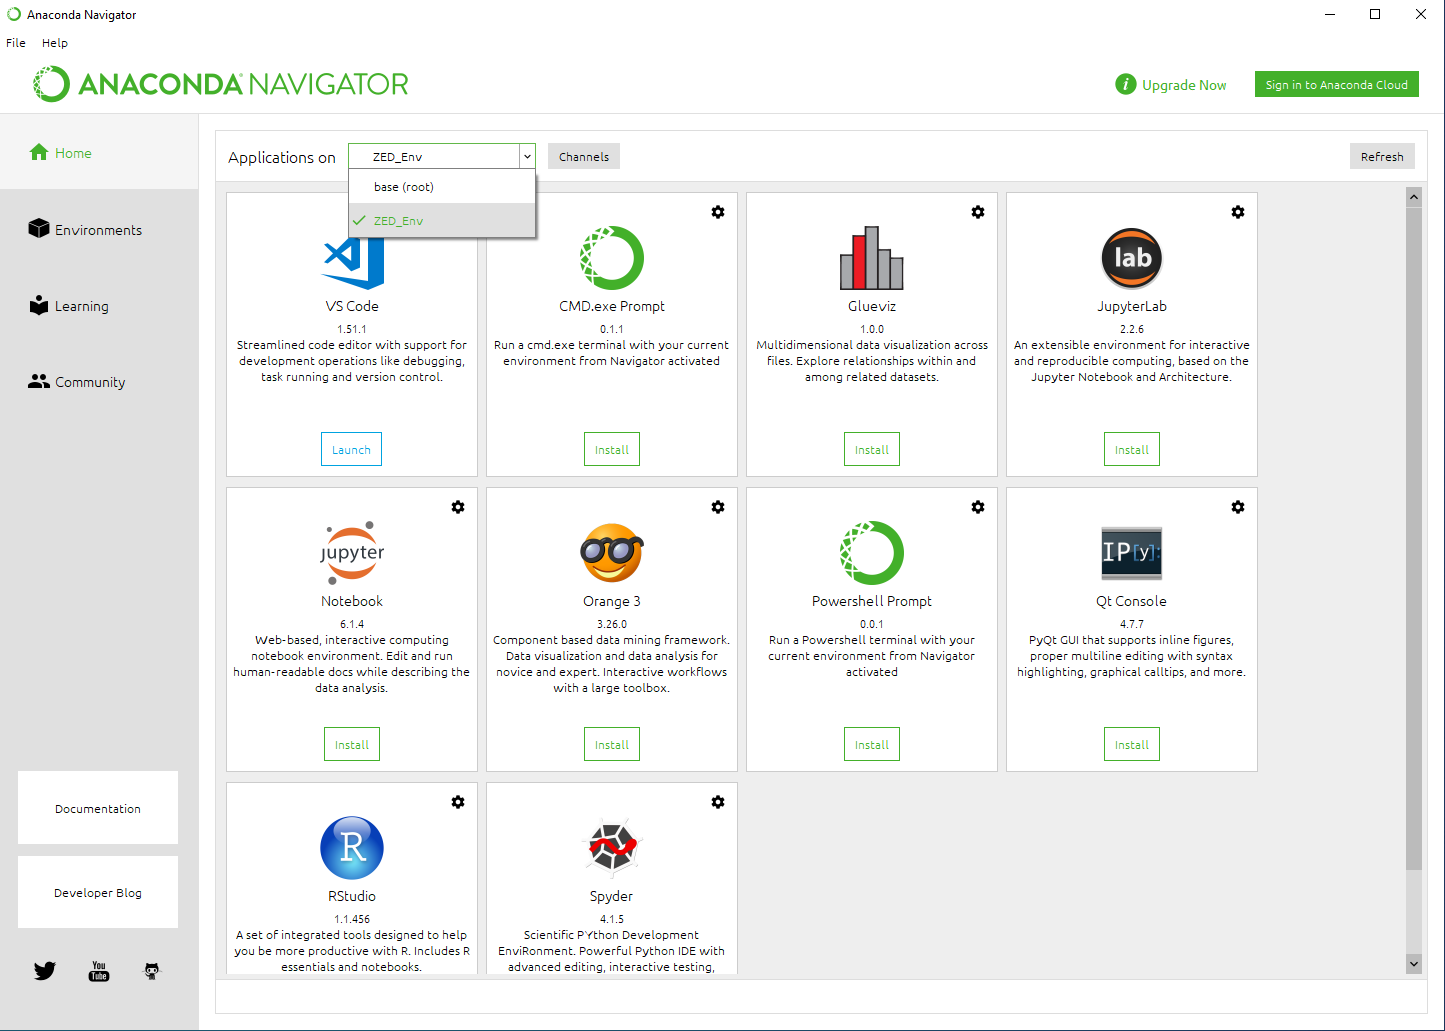 Anaconda Navigator
File Help
ANACONDA NAVIGATOR
i Upgrade Now
Sign in to Anaconda Cloud
Home
Environments
Learning
Community
Documentation
Developer Blog
You
Tube
Applications on
ZED_Env
Channels
Refresh
base (root)
ZED_Env
VS Code
1.51.1
Streamlined code editor with support for
development operations like debugging,
task running and version control.
Launch
CMD.exe Prompt
0.1.1
Run a cmd.exe terminal with your current
environment from Navigator activated
Install
Glueviz
1.0.0
Multidimensional data visualization across
files. Explore relationships within and
among related datasets.
Install
lab
JupyterLab
2.2.6
An extensible environment for interactive
and reproducible computing, based on the
Jupyter Notebook and Architecture.
Install
jupyter
Notebook
6.1.4
Web-based, interactive computing
notebook environment. Edit and run
human-readable docs while describing the
data analysis.
Install
Orange 3
3.26.0
Component based data mining framework.
Data visualization and data analysis for
novice and expert. Interactive workflows
with a large toolbox.
Install
Powershell Prompt
0.0.1
Run a Powershell terminal with your
current environment from Navigator
activated
Install
IP[y]:
Qt Console
4.7.7
PyQt GUI that supports inline figures,
proper multiline editing with syntax
highlighting, graphical calltips, and more.
Install
R
RStudio
1.1.456
A set of integrated tools designed to help
you be more productive with R. Includes R
essentials and notebooks.
Spyder
4.1.5
Scientific PYthon Development
EnviRonment. Powerful Python IDE with
advanced editing, interactive testing,